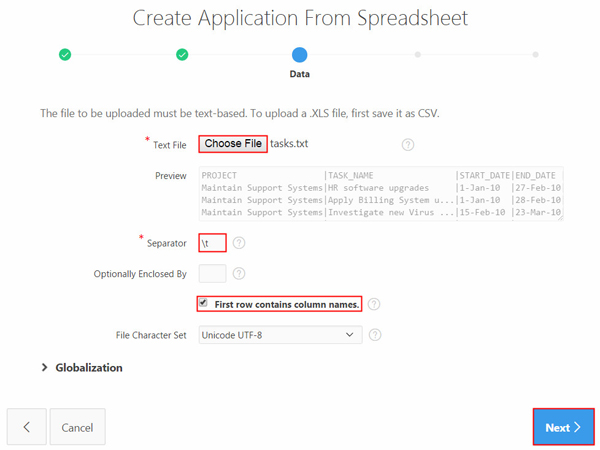 Create Application From Spreadsheet
Data
The file to be uploaded must be text-based. To upload a .XLS file, first save it as CSV.
* Text File Choose File tasks.txt ?
Preview
PROJECT |TASK_NAME |START_DATE|END_DATE |
Maintain Support Systems|HR software upgrades |1-Jan-10 |27-Feb-10|
Maintain Support Systems|Apply Billing System u...|1-Jan-10 |28-Feb-10|
Maintain Support Systems|Investigate new Virus ...|15-Feb-10 |23-Mar-10|
* Separator \t ?
Optionally Enclosed By ?
First row contains column names. ?
File Character Set Unicode UTF-8 ?
Globalization
Cancel Next